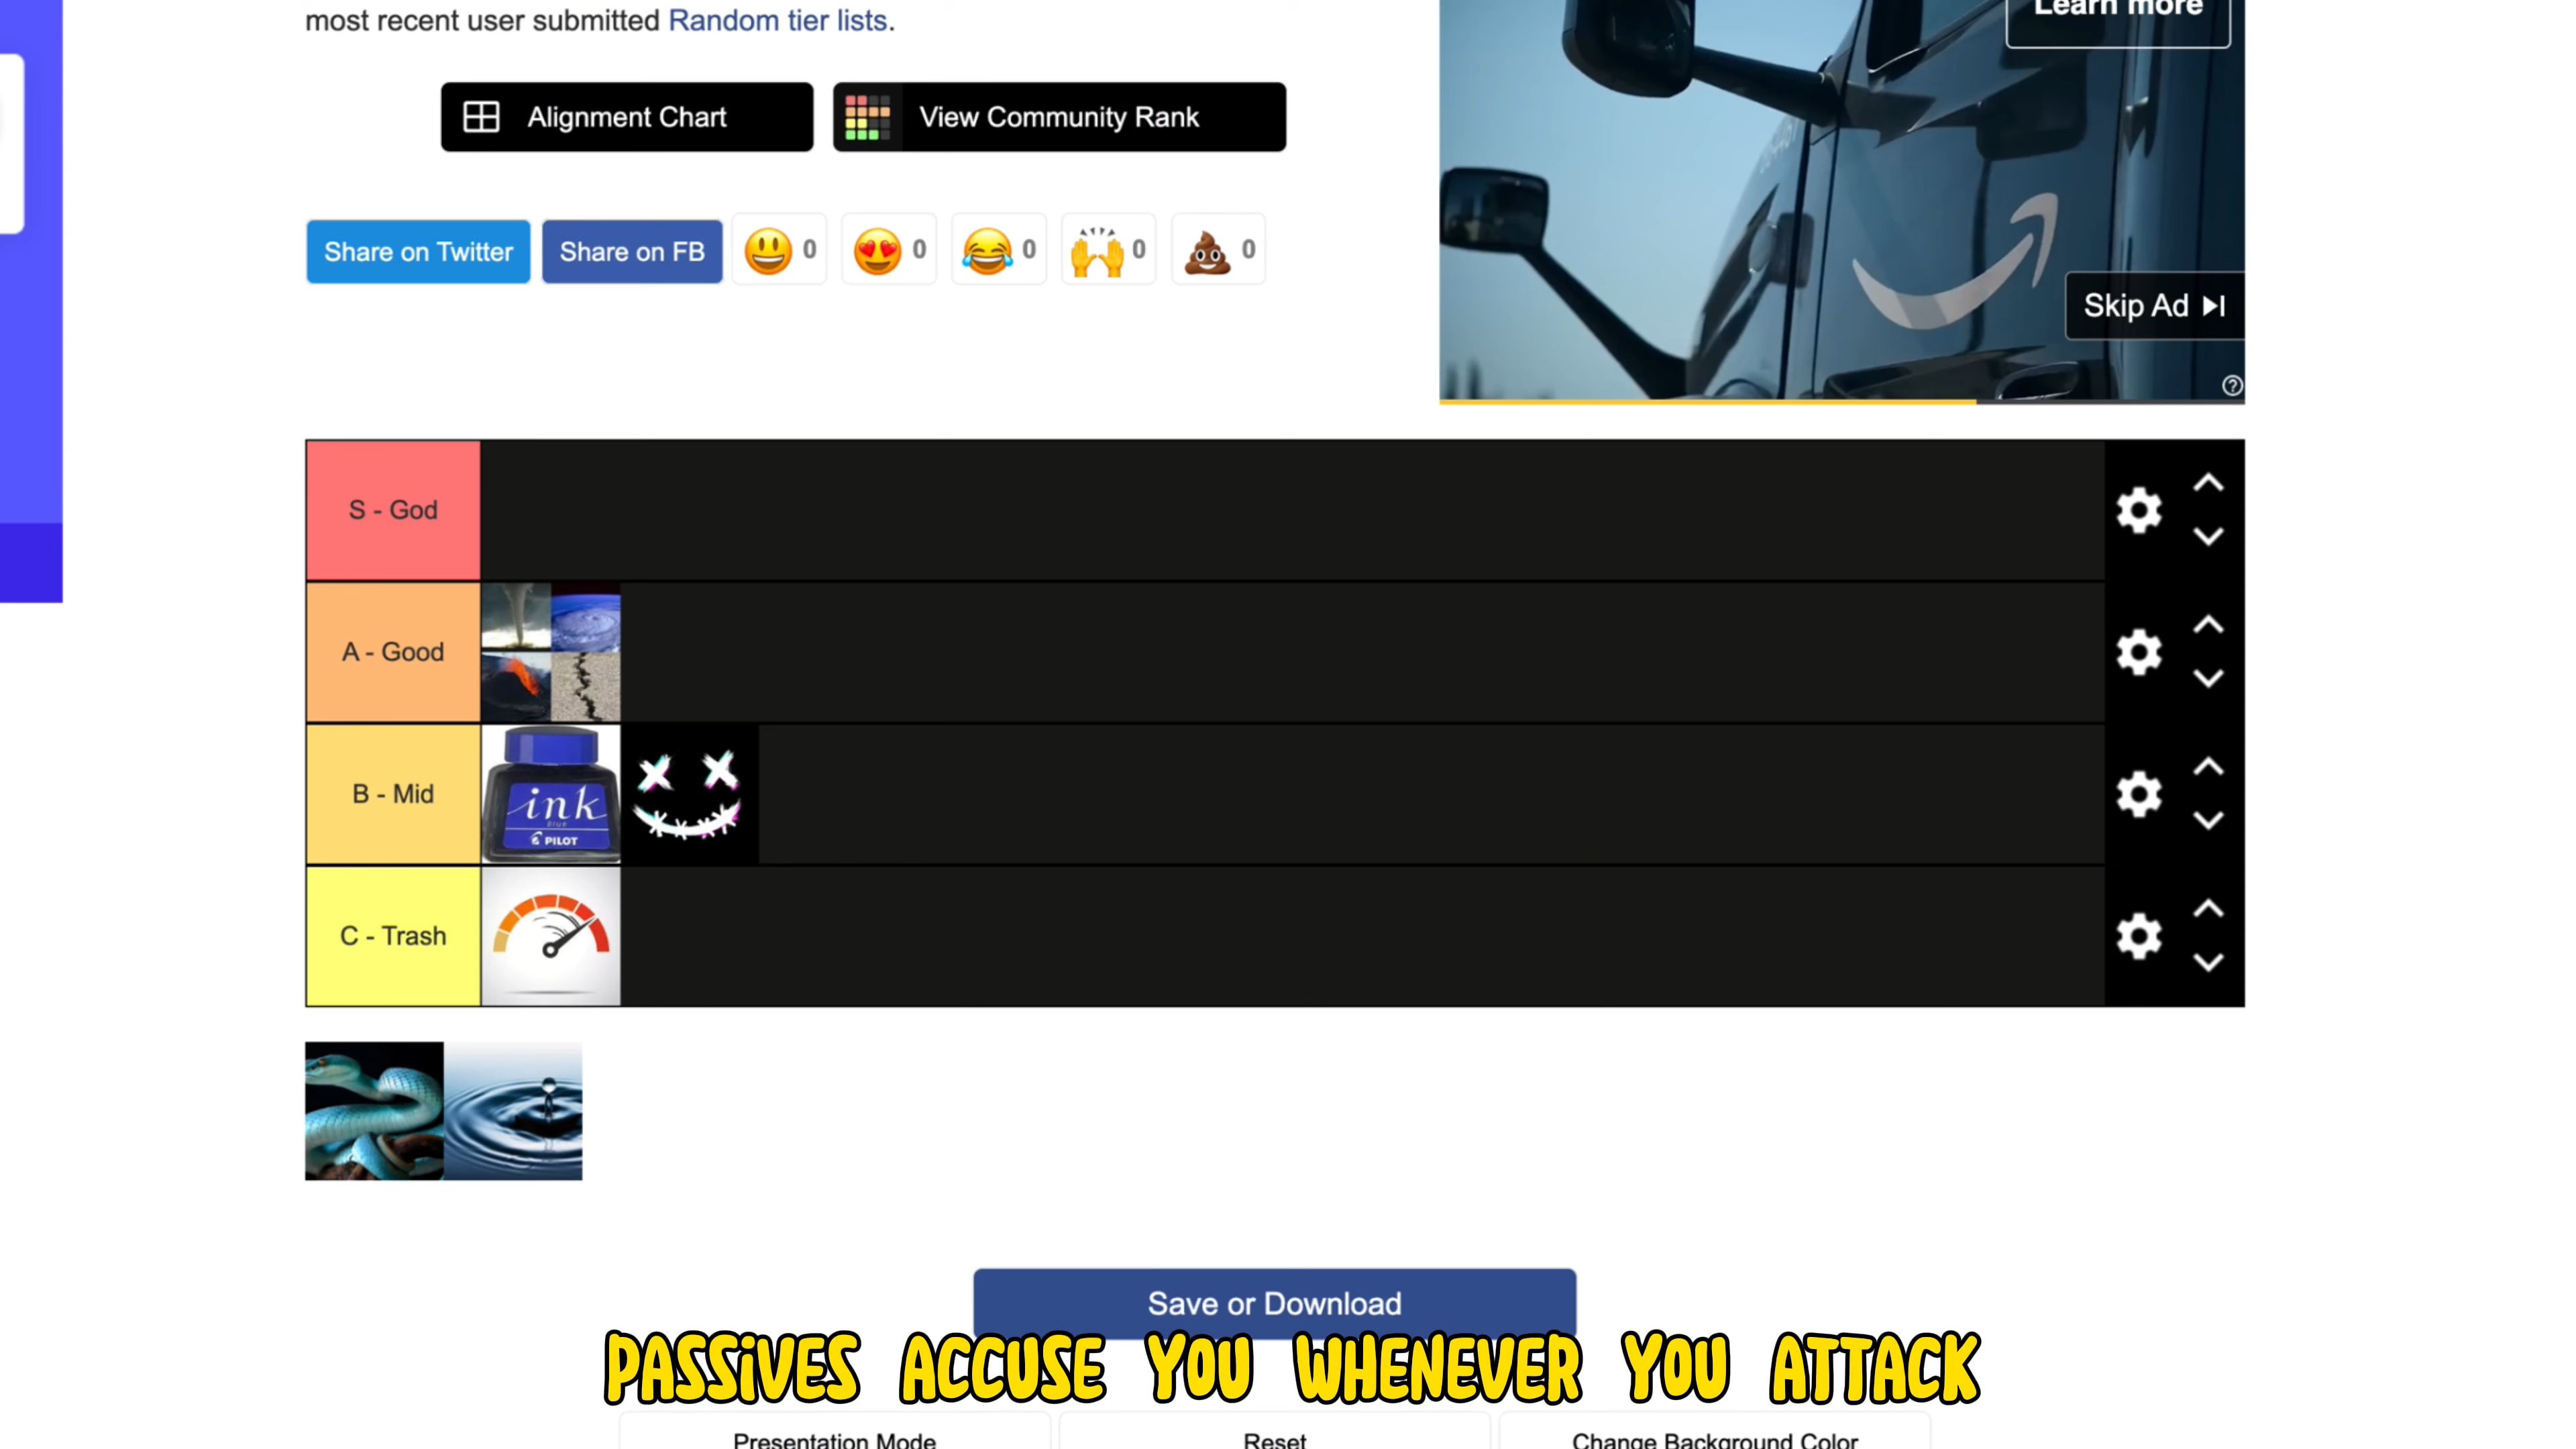 most recent user submitted Random tier lists.
Learn more
Alignment Chart
View Community Rank
Share on Twitter
Share on FB
0
0
0
0
0
Skip Ad
S - God
A - Good
B - Mid
ink
blue
PILOT
C - Trash
Save or Download
PASSIVES ACCUSE YOU WHENEVER YOU ATTACK
Presentation Mode
Reset
Change Background Color